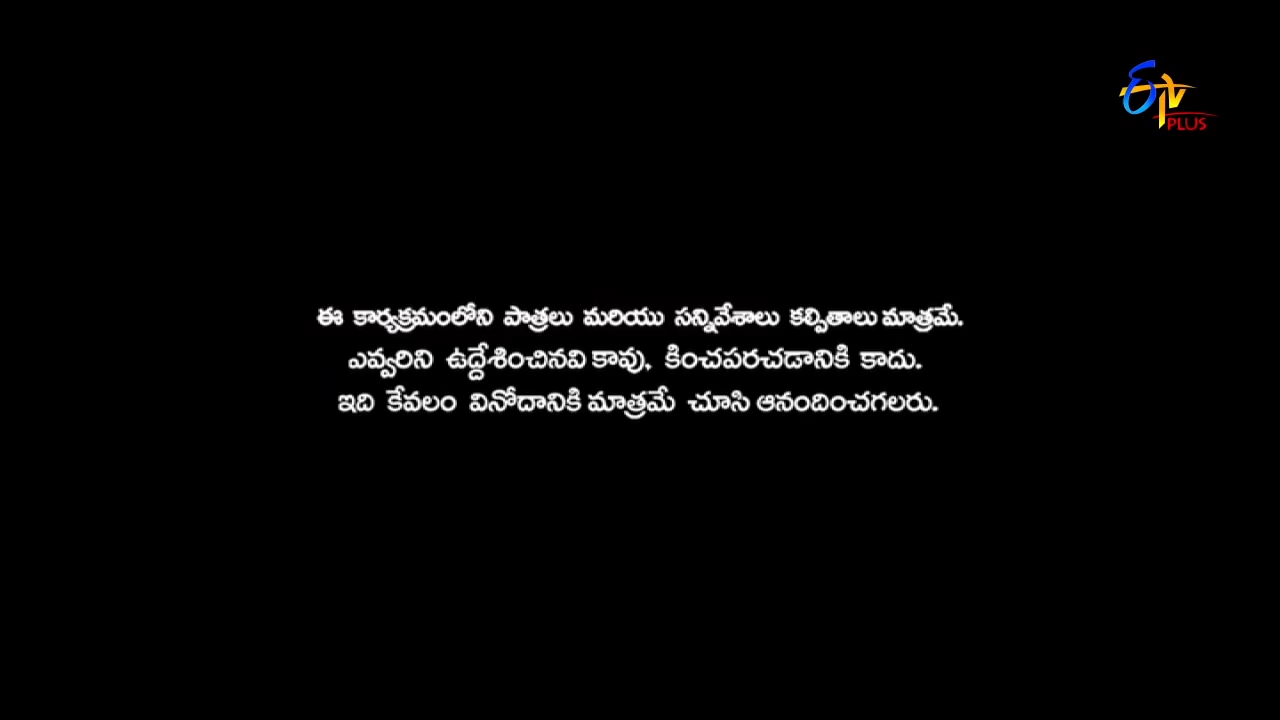 ETV
PLUS
ఈ కార్యక్రమంలోని పాత్రలు మరియు సన్నివేశాలు కల్పితాలు మాత్రమే.
ఎవ్వరిని ఉద్దేశించినవి కావు. కించపరచడానికి కాదు.
ఇది కేవలం వినోదానికి మాత్రమే చూసి ఆనందించగలరు.